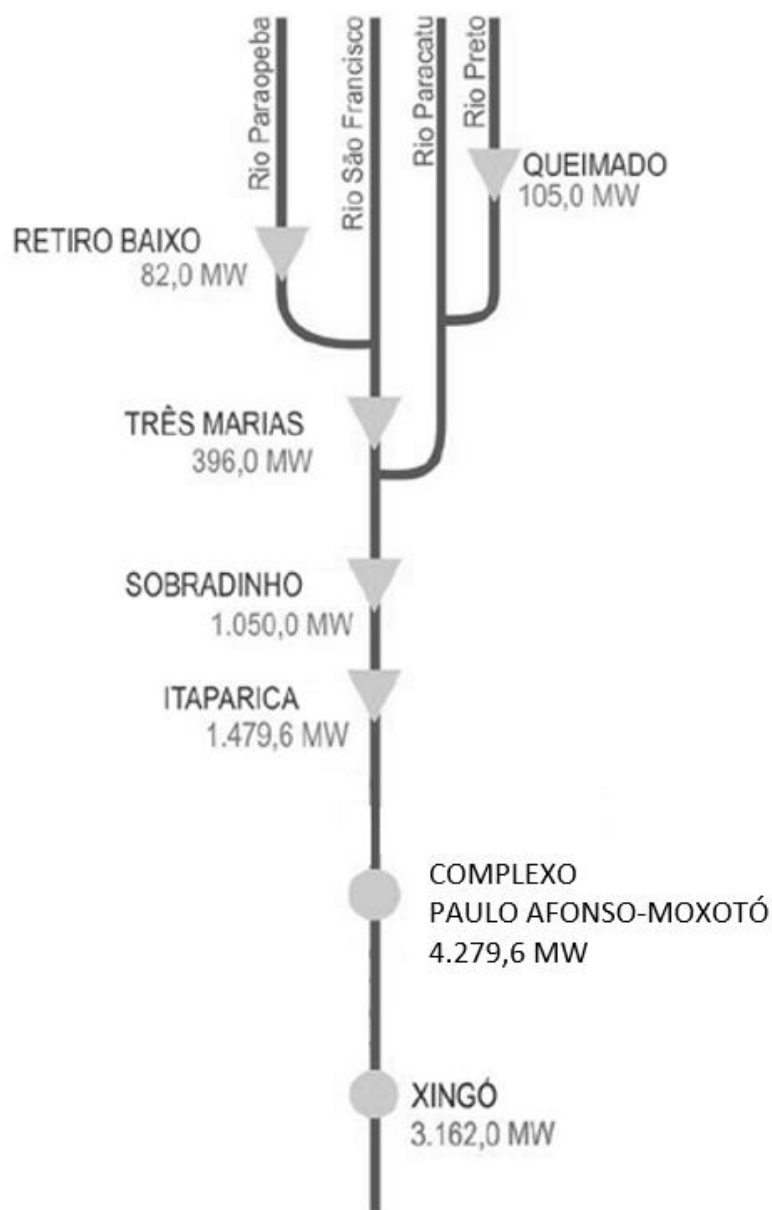 Rio Paraopeba
Rio São Francisco
Rio Paracatu
Rio Preto
QUEIMADO
105,0 MW
RETIRO BAIXO
82,0 MW
TRÊS MARIAS
396,0 MW
SOBRADINHO
1.050,0 MW
ITAPARICA
1.479,6 MW
COMPLEXO
PAULO AFONSO-MOXOTÓ
4.279,6 MW
XINGÓ
3.162,0 MW